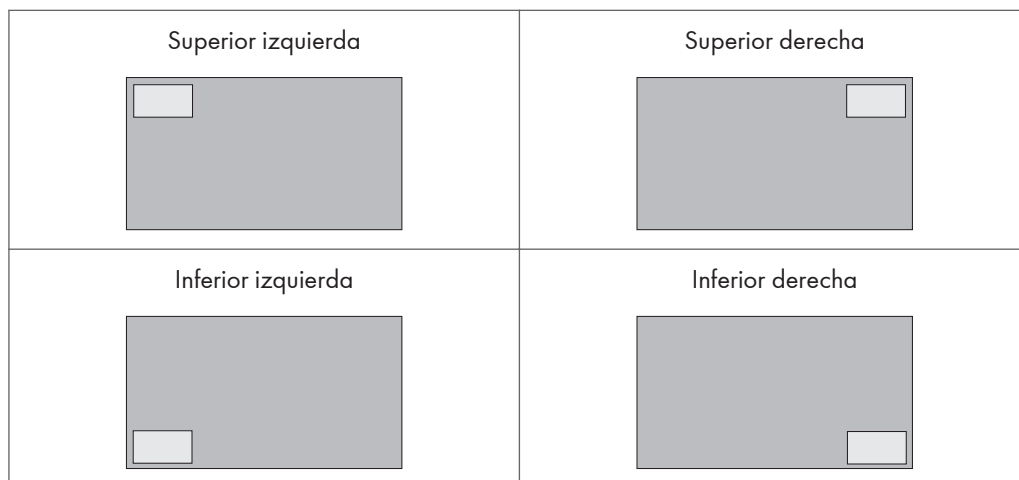 Superior izquierda
Superior derecha
Inferior izquierda
Inferior derecha